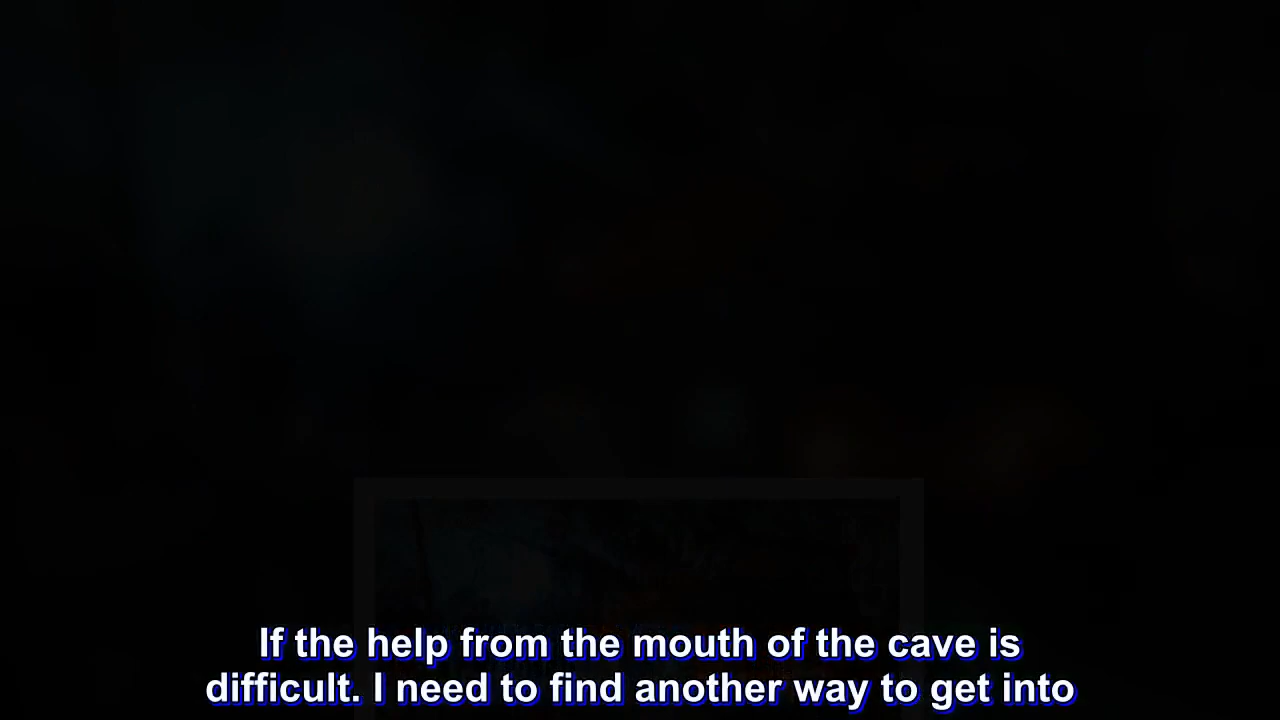 If the help from the mouth of the cave is
difficult. I need to find another way to get into